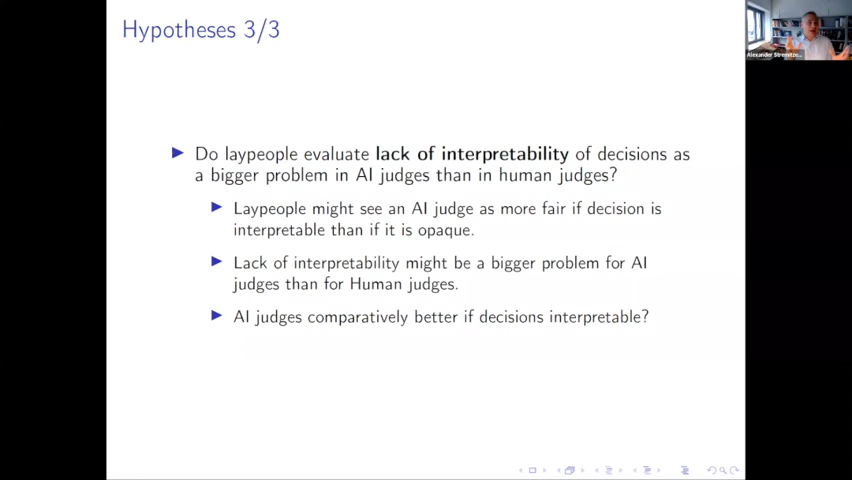 Hypotheses 3/3
Do laypeople evaluate lack of interpretability of decisions as
a bigger problem in AI judges than in human judges?
Laypeople might see an AI judge as more fair if decision is
interpretable than if it is opaque.
Lack of interpretability might be a bigger problem for AI
judges than for Human judges.
AI judges comparatively better if decisions interpretable?
Alexander